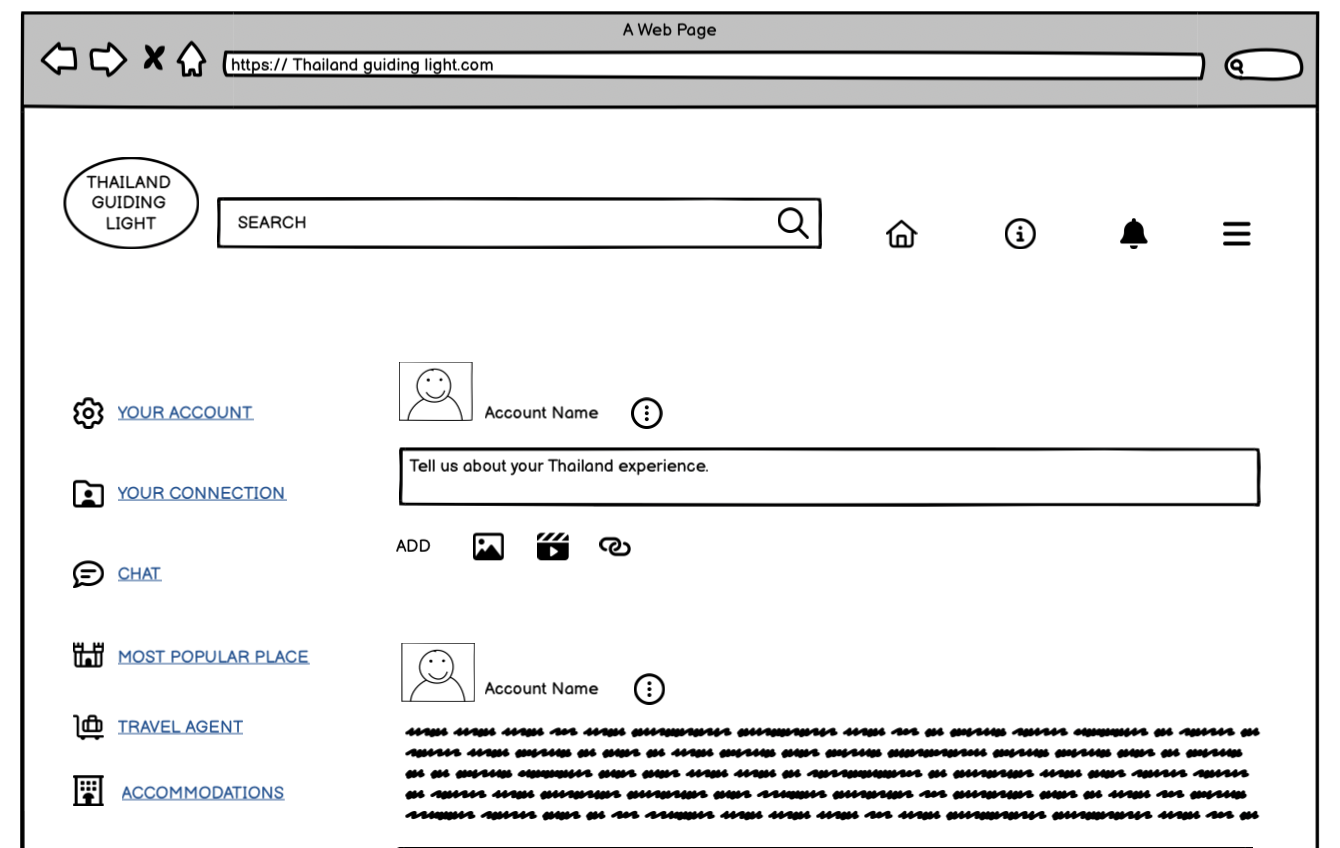 A Web Page
https:// Thailand guiding light.com
THAILAND
GUIDING
LIGHT
SEARCH
YOUR ACCOUNT
YOUR CONNECTION
CHAT
MOST POPULAR PLACE
TRAVEL AGENT
ACCOMMODATIONS
Account Name
Tell us about your Thailand experience.
ADD
Account Name